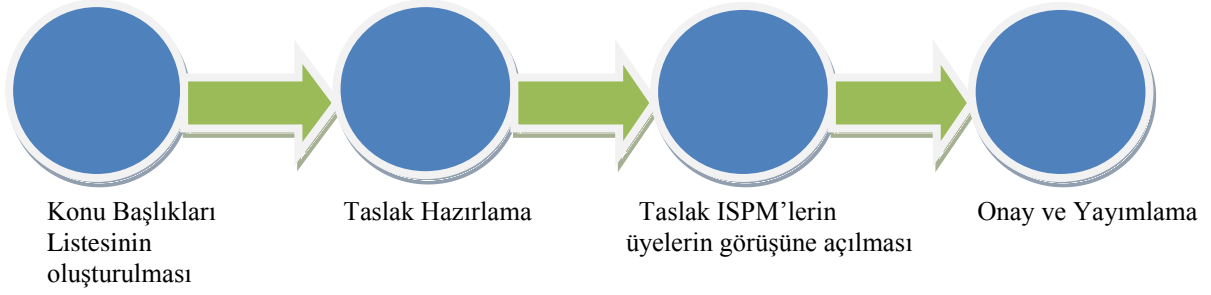 Konu Başlıkları
Listesinin
oluşturulması
Taslak Hazırlama
Taslak ISPM’lerin
üyelerin görüşüne açılması
Onay ve Yayımlama